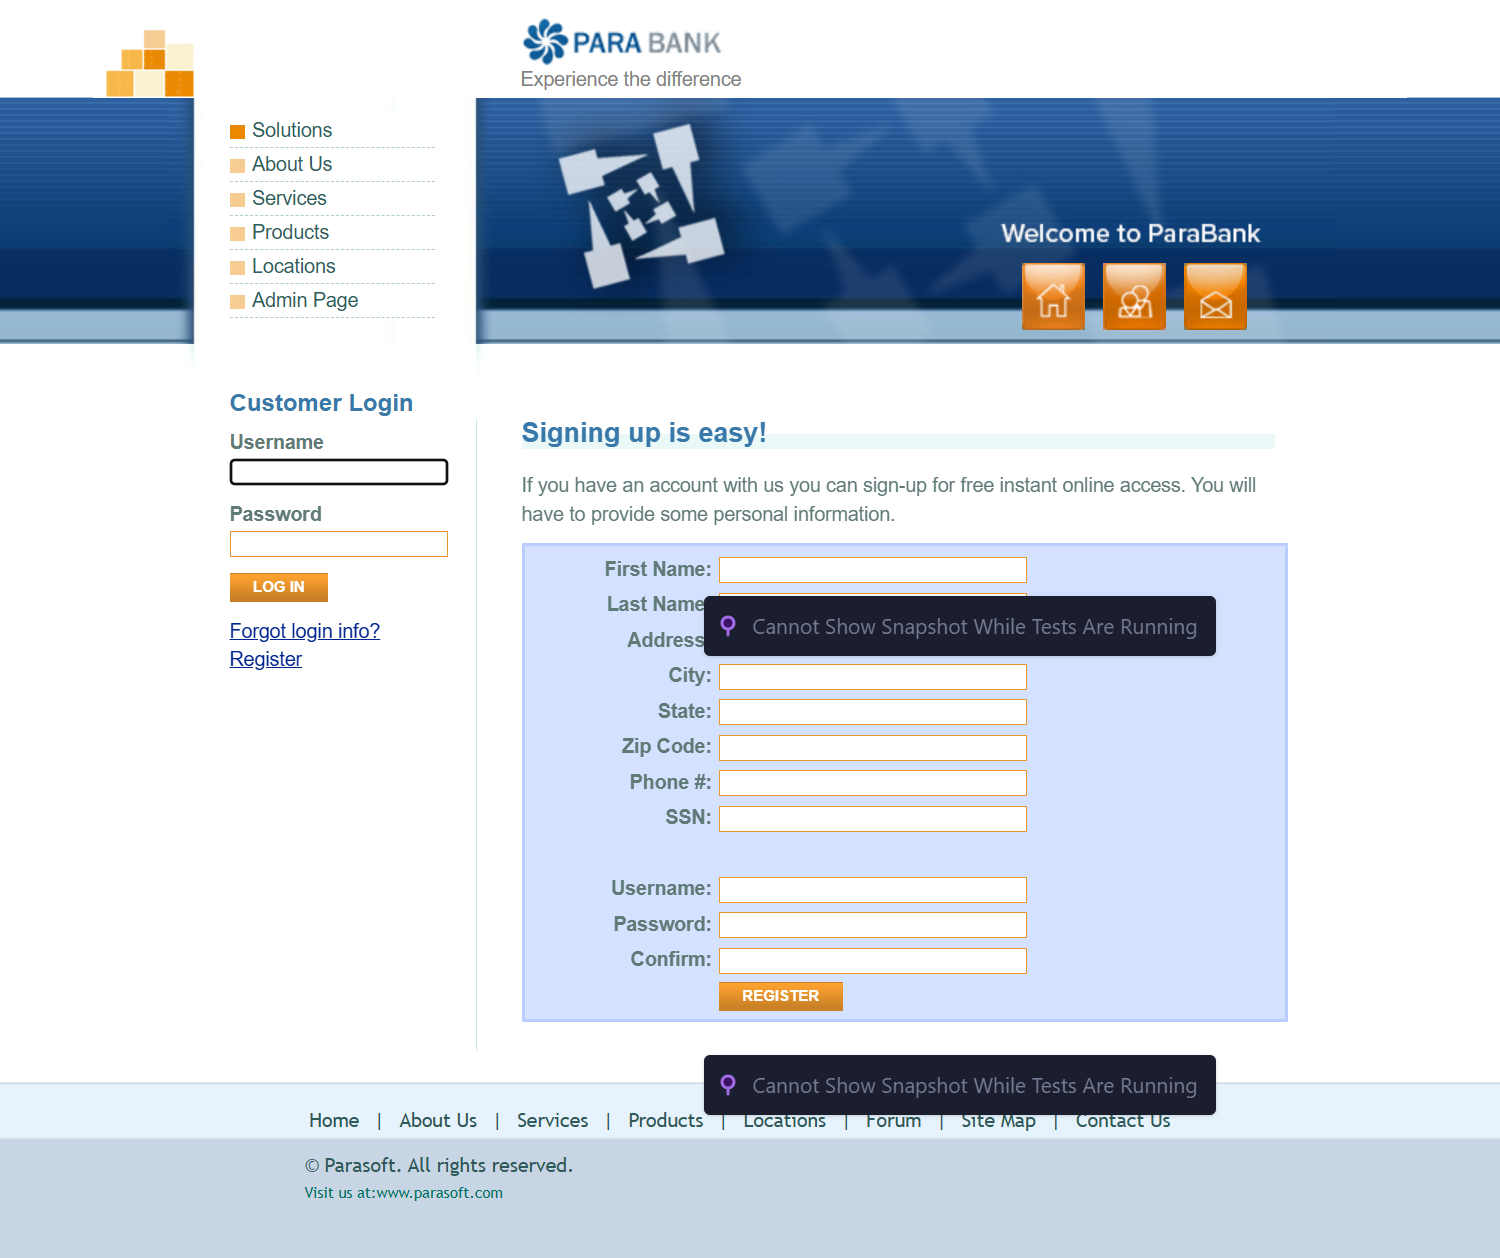 PARA BANK
Experience the difference
Solutions
About Us
Services
Products
Locations
Admin Page
Welcome to ParaBank
Customer Login
Username
Password
LOG IN
Forgot login info?
Register
Signing up is easy!
If you have an account with us you can sign-up for free instant online access. You will
have to provide some personal information.
First Name:
Last Name
Cannot Show Snapshot While Tests Are Running
Address
City:
State:
Zip Code:
Phone #:
SSN:
Username:
Password:
Confirm:
REGISTER
Cannot Show Snapshot While Tests Are Running
Home | About Us | Services | Products | Locations | Forum | Site Map | Contact Us
© Parasoft. All rights reserved.
Visit us at:www.parasoft.com